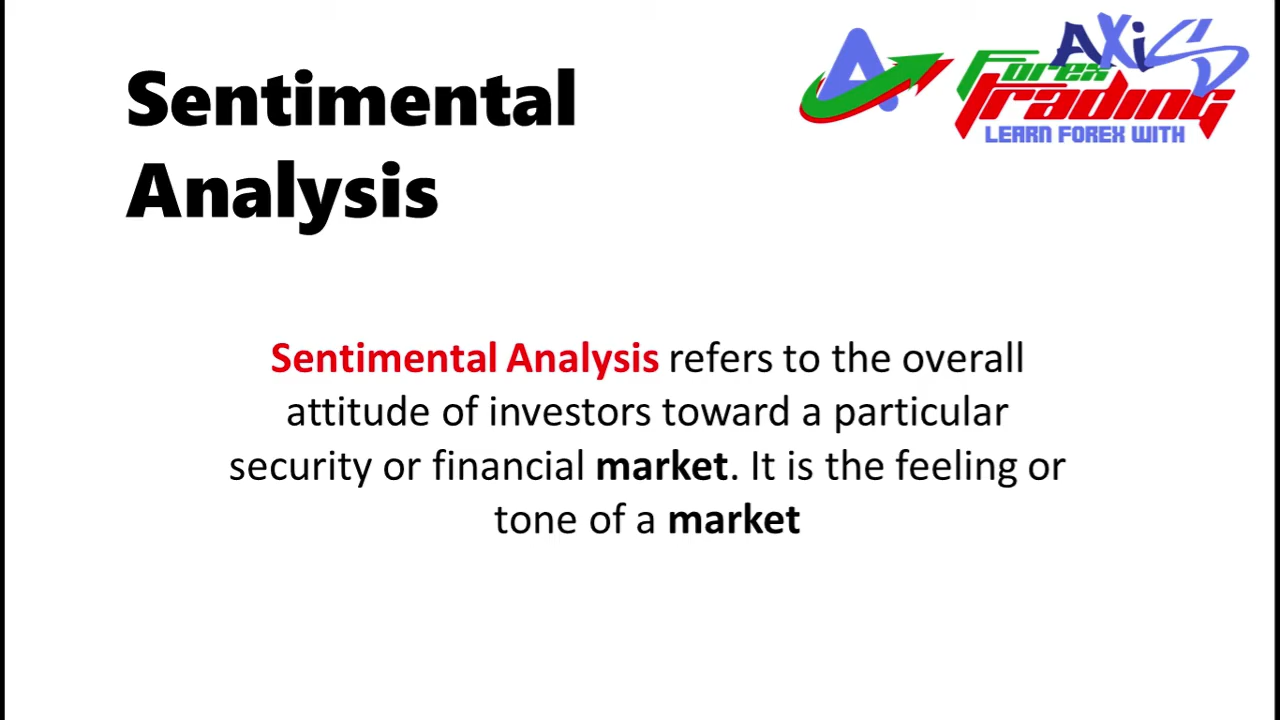 Sentimental
Analysis
AXiS
Forex
Trading
LEARN FOREX WITH
Sentimental Analysis refers to the overall
attitude of investors toward a particular
security or financial market. It is the feeling or
tone of a market